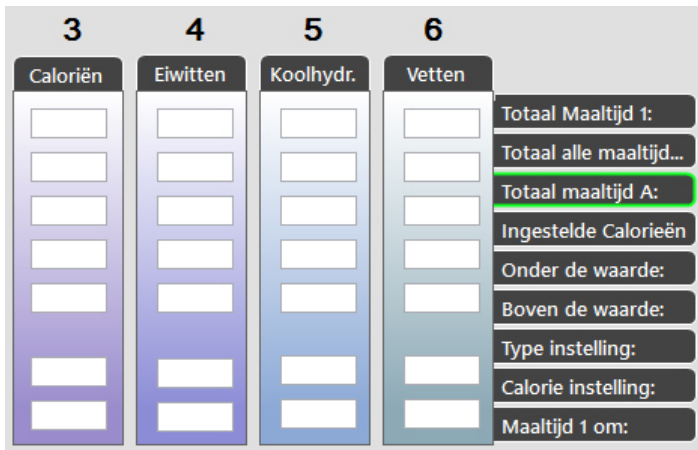 3 4 5 6
Caloriën Eiwitten Koolhydr. Vetten
Totaal Maaltijd 1:
Totaal alle maaltijd...
Totaal maaltijd A:
Ingestelde Calorieën
Onder de waarde:
Boven de waarde:
Type instelling:
Calorie instelling:
Maaltijd 1 om: